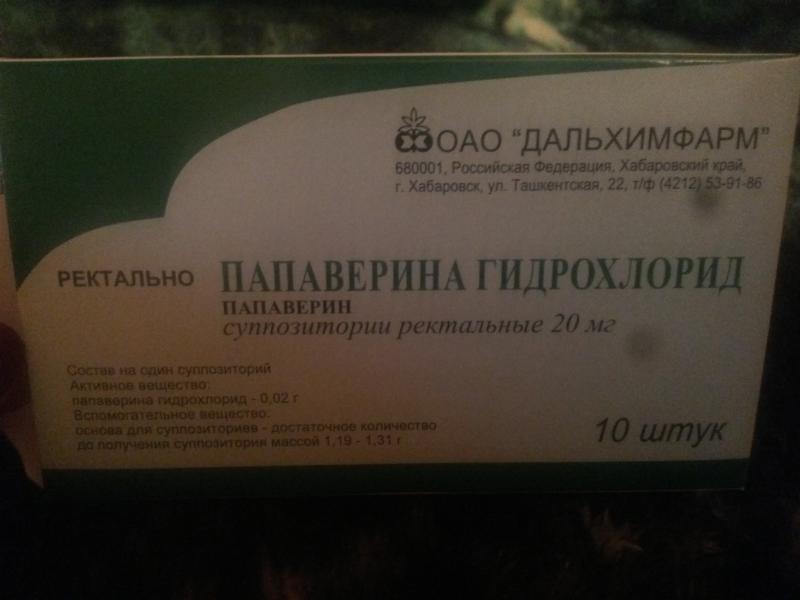 ОАО "ДАЛЬХИМФАРМ"
680001, Российская Федерация, Хабаровский край,
г. Хабаровск, ул. Ташкентская, 22, т/ф (4212) 53-91-86
РЕКТАЛЬНО ПАПАВЕРИНА ГИДРОХЛОРИД
ПАПАВЕРИН
суппозитории ректальные 20 мг
Состав на один суппозиторий
Активное вещество:
папаверина гидрохлорид - 0,02 г
Вспомогательное вещество:
основа для суппозиториев - достаточное количество
до получения суппозитория массой 1,19 - 1,31 г
10 штук